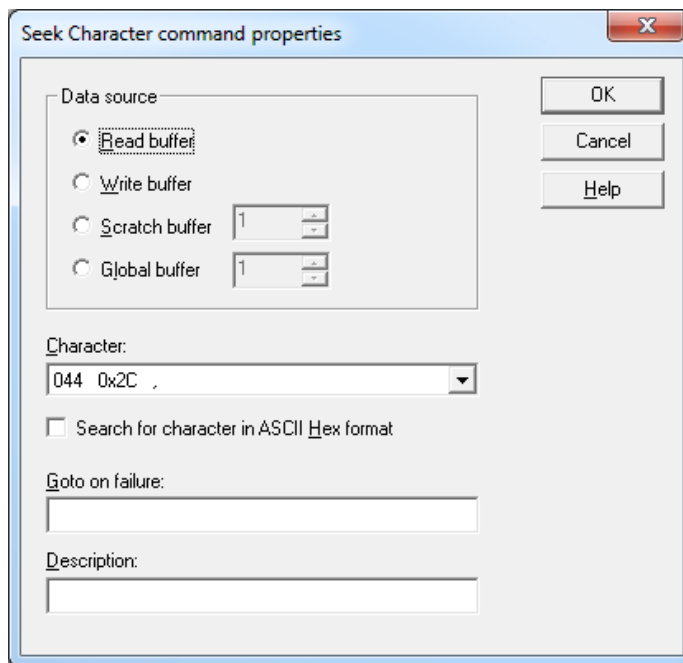 Seek Character command properties
Data source
OK
Read buffer
Cancel
Write buffer
Help
Scratch buffer 1
Global buffer 1
Character:
044 0x2C ,
Search for character in ASCII Hex format
Goto on failure:
Description: